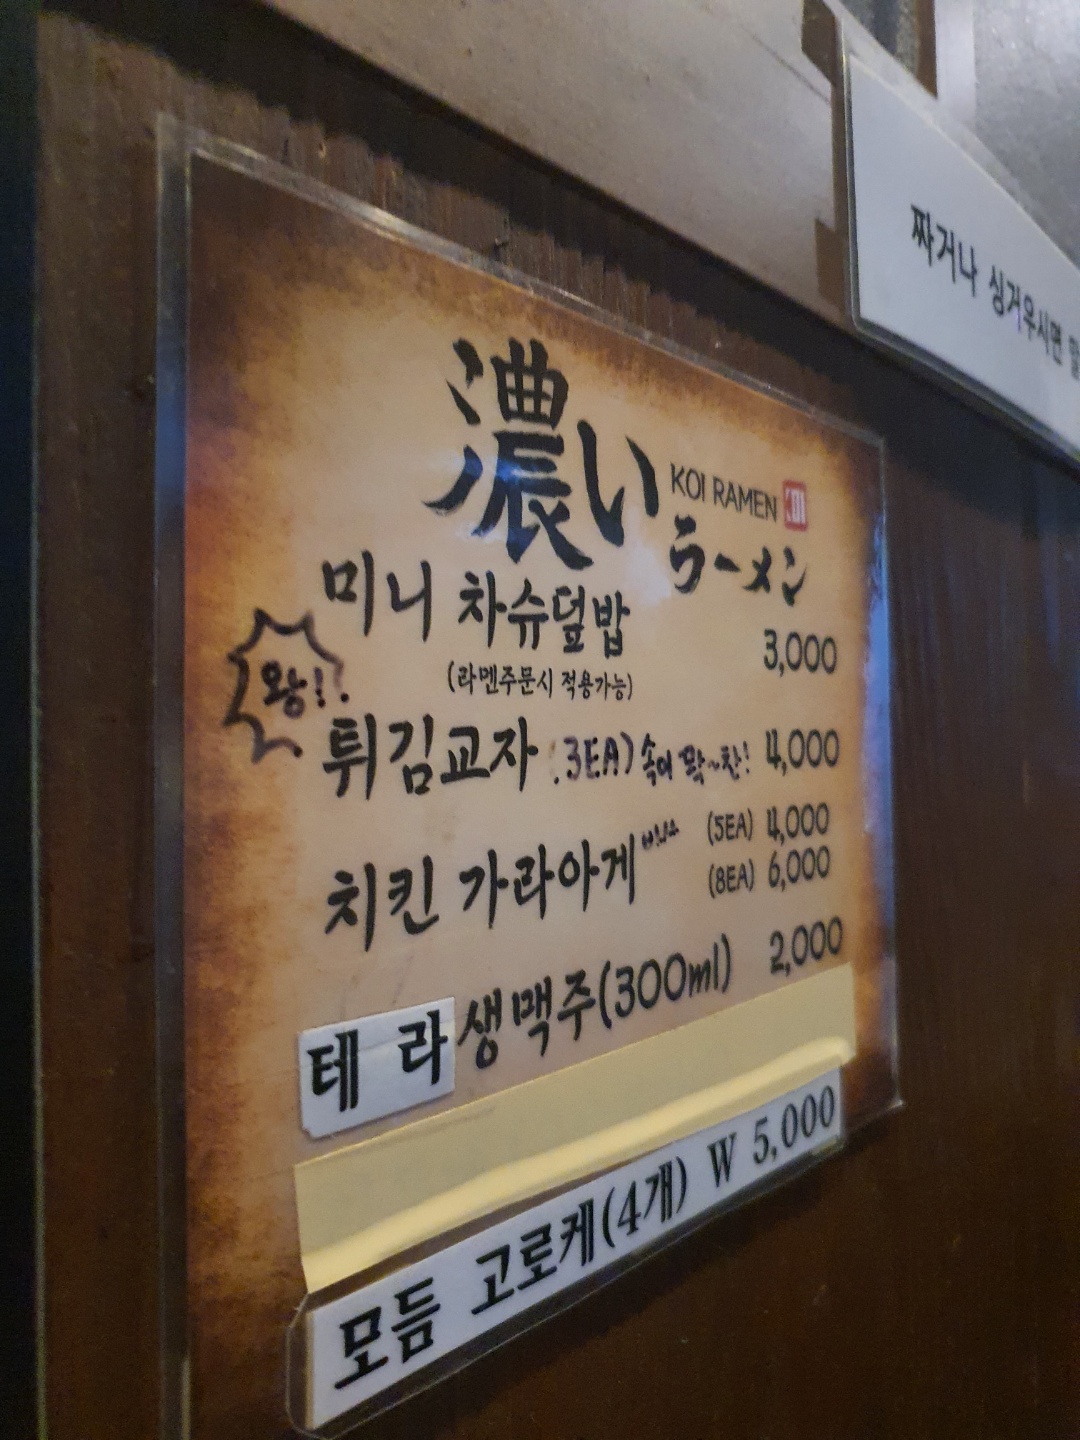 짜거나 싱거우시면
濃い
KOI RAMEN KOI
ラーメン
미니 차슈덮밥 3,000
(라멘주문시 적용가능)
왕!!
튀김교자 (3EA) 속이 꽉~찬! 4,000
치킨 가라아게 (5EA) 4,000
(8EA) 6,000
테라 생맥주(300ml) 2,000
모듬 고로케(4개) W 5,000